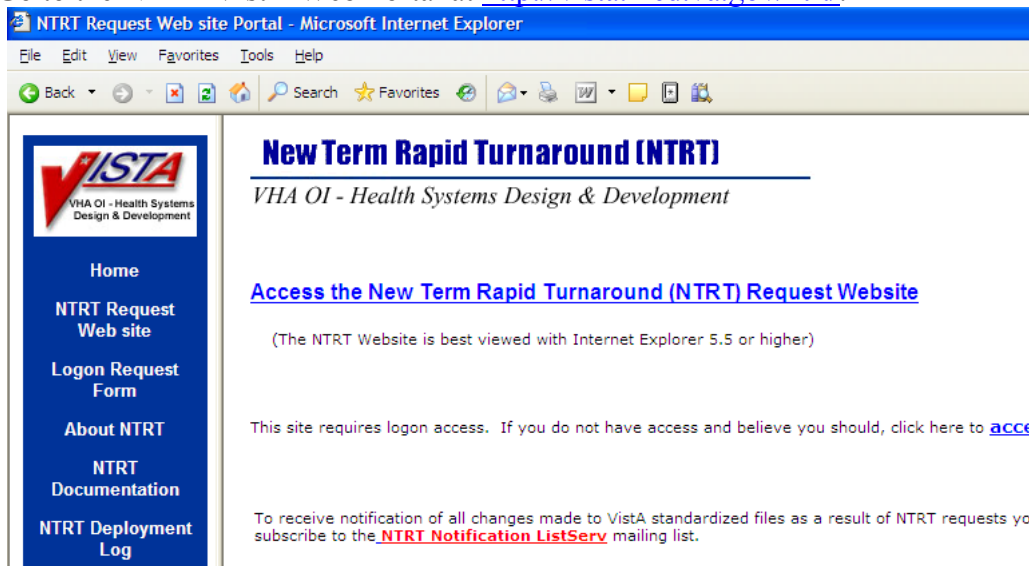 NTRT Request Web site Portal - Microsoft Internet Explorer
File Edit View Favorites Tools Help
Back Search Favorites
VISTA
VHA OI - Health Systems
Design & Development
Home
NTRT Request
Web site
Logon Request
Form
About NTRT
NTRT
Documentation
NTRT Deployment
Log
New Term Rapid Turnaround (NTRT)
VHA OI - Health Systems Design & Development
Access the New Term Rapid Turnaround (NTRT) Request Website
(The NTRT Website is best viewed with Internet Explorer 5.5 or higher)
This site requires logon access. If you do not have access and believe you should, click here to acce
To receive notification of all changes made to VistA standardized files as a result of NTRT requests yo
subscribe to the NTRT Notification ListServ mailing list.